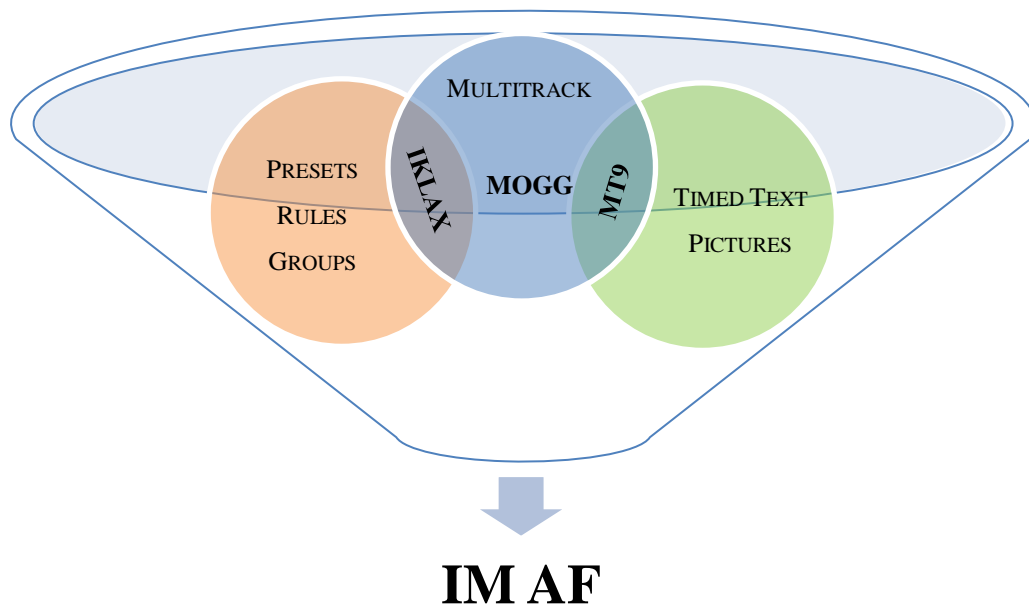 MULTITRACK
PRESETS
RULES
GROUPS
IKLAX
MOGG
MT9
TIMED TEXT
PICTURES
IM AF